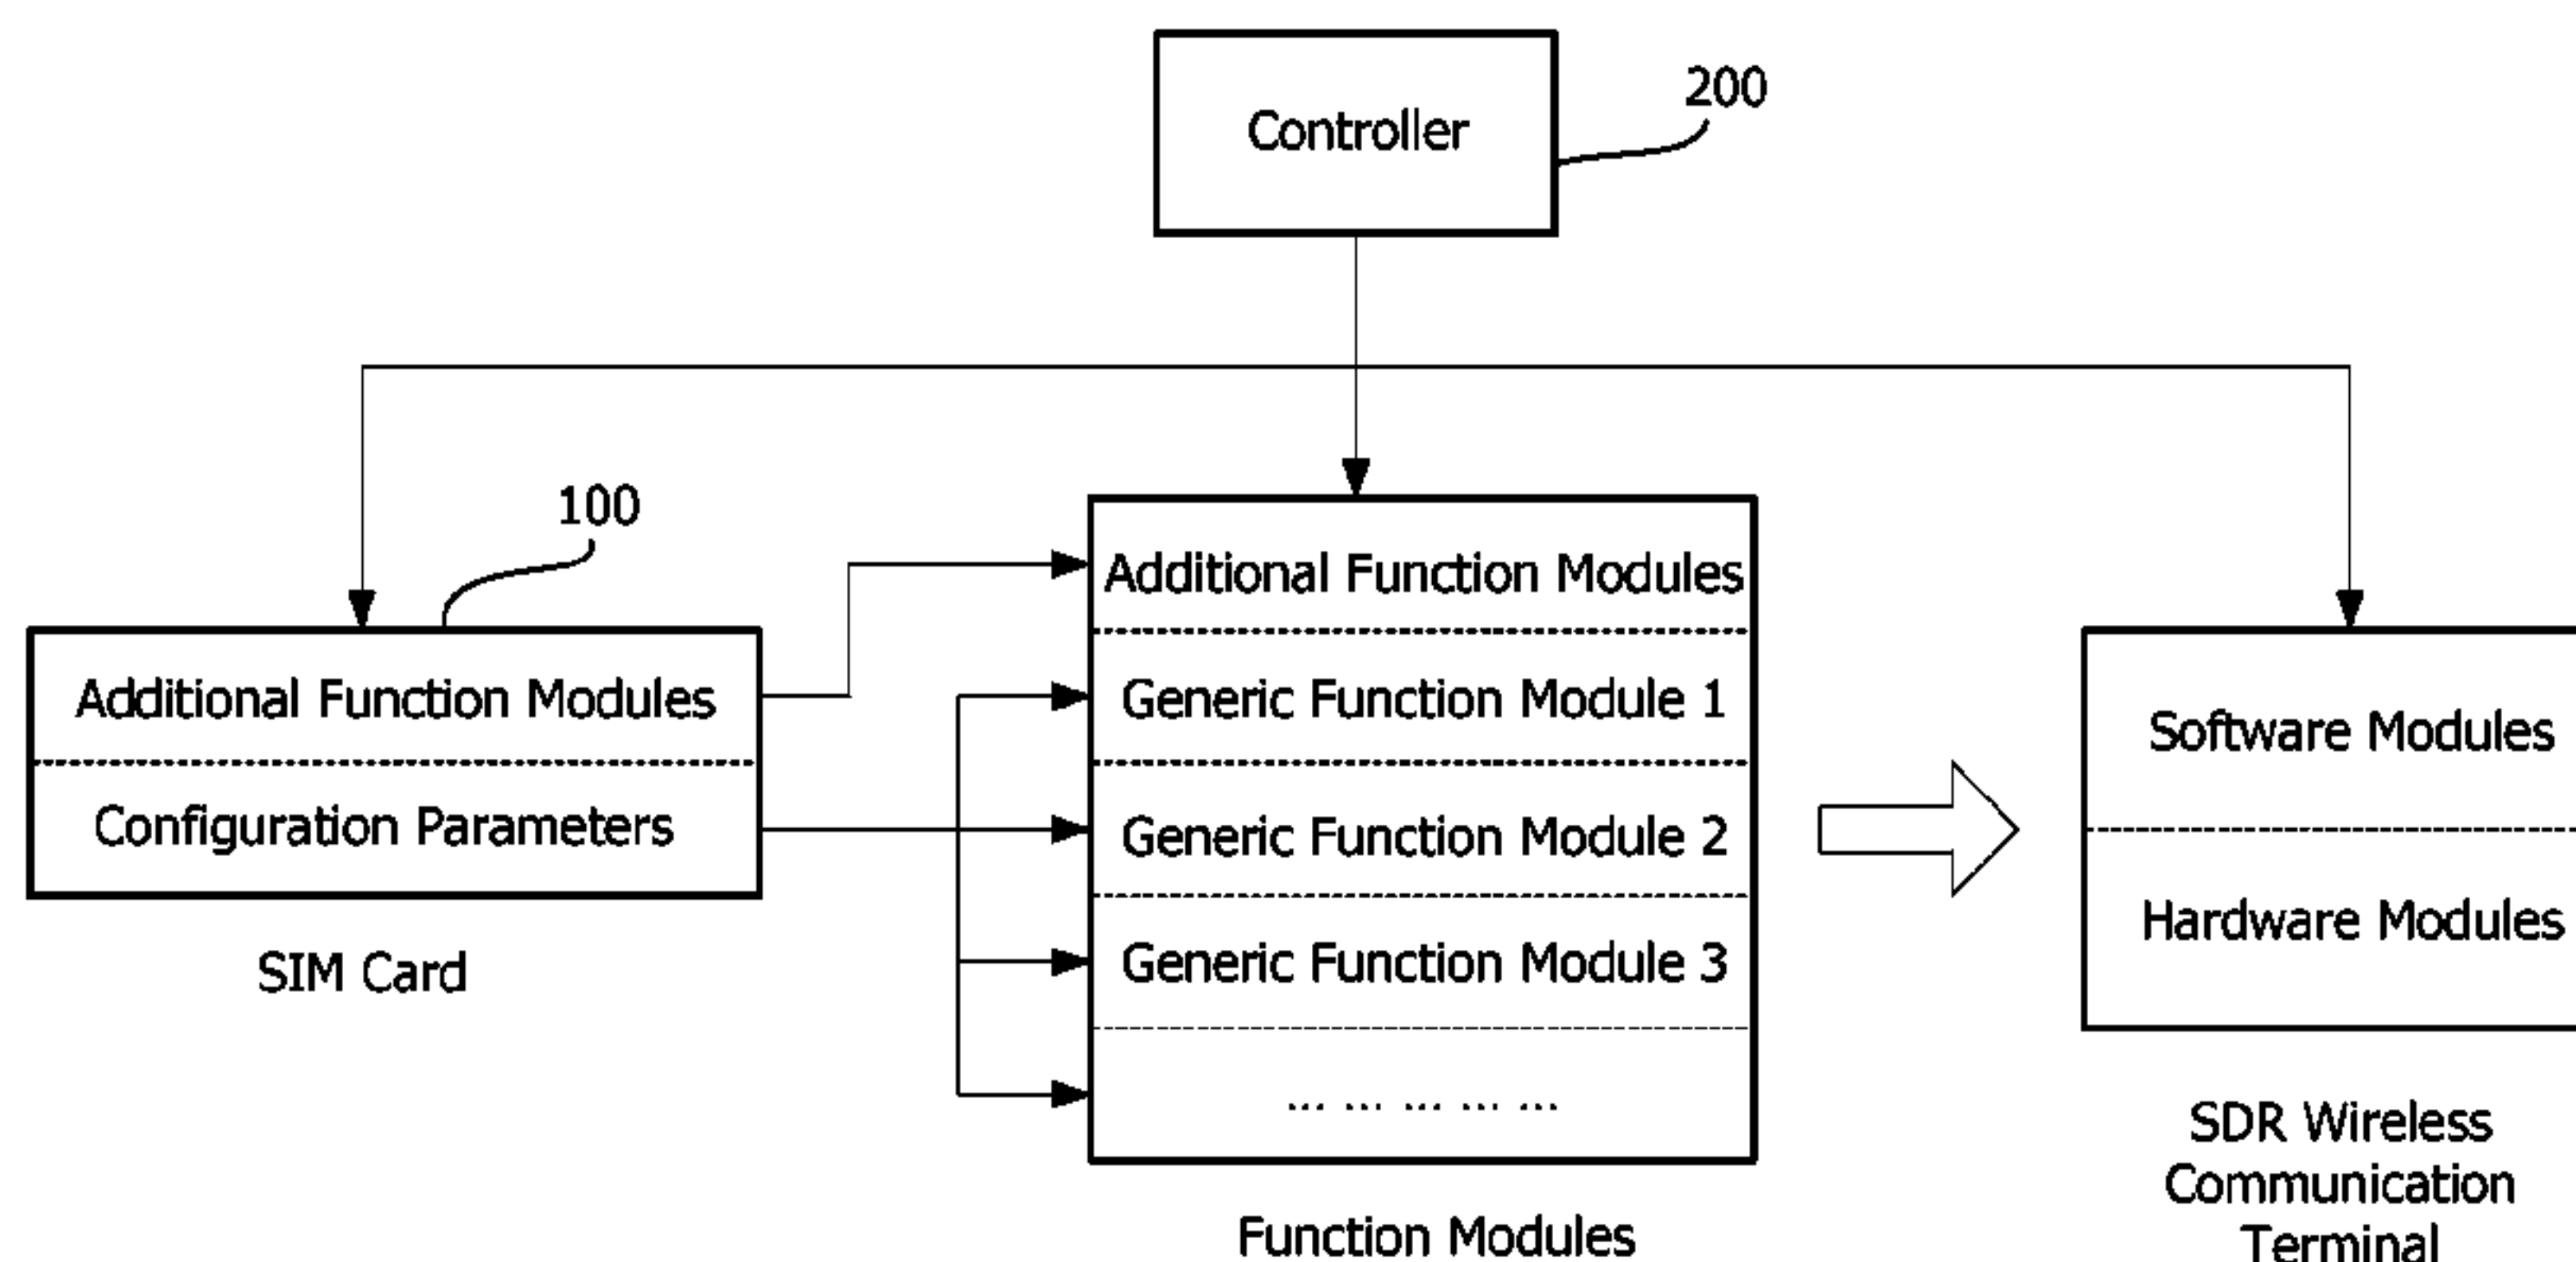 Controller
200
100
Additional Function Modules
Configuration Parameters
SIM Card
Additional Function Modules
Generic Function Module 1
Generic Function Module 2
Generic Function Module 3
... ... ... ... ...
Function Modules
Software Modules
Hardware Modules
SDR Wireless
Communication
Terminal